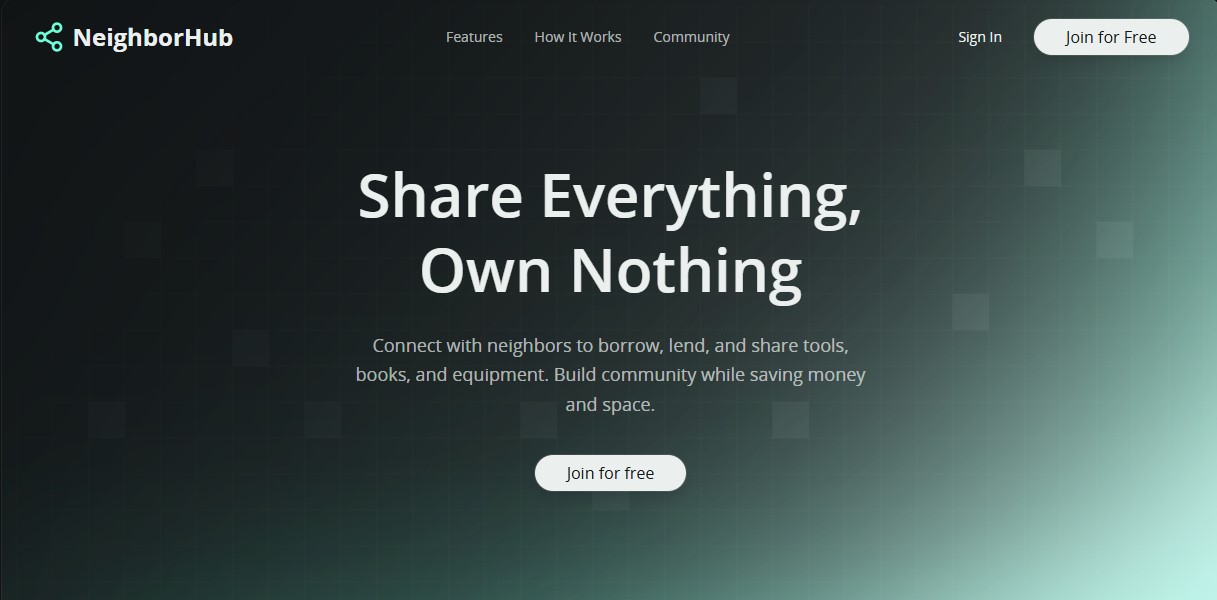 NeighborHub
Features
How It Works
Community
Sign In
Join for Free
Share Everything,
Own Nothing
Connect with neighbors to borrow, lend, and share tools,
books, and equipment. Build community while saving money
and space.
Join for free